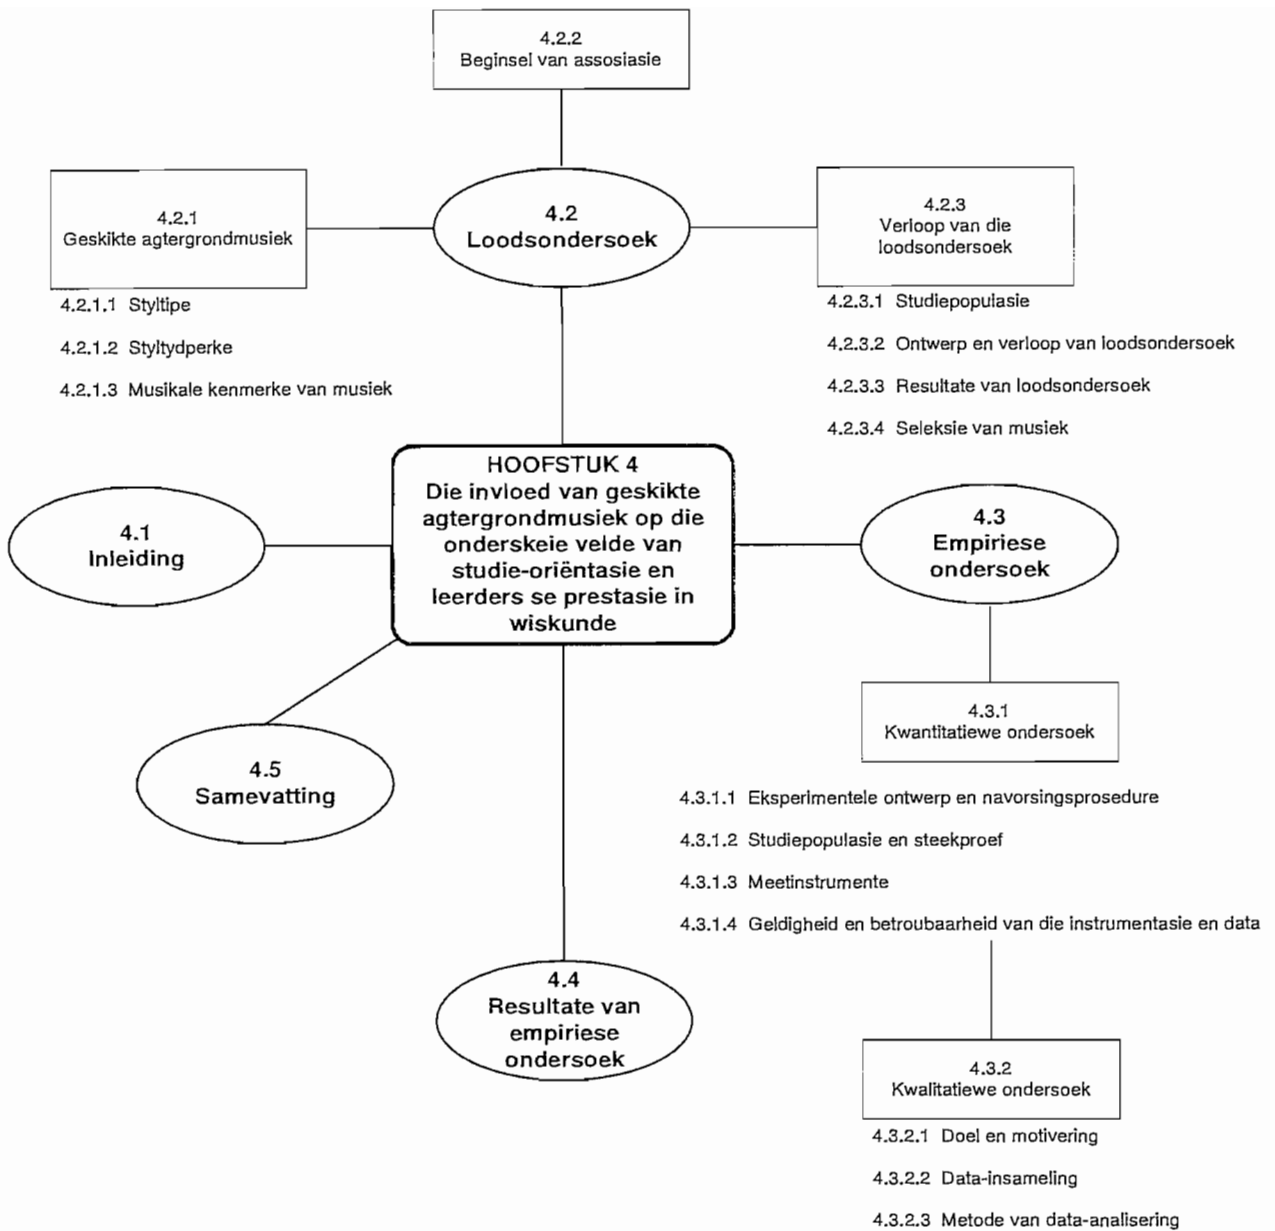 4.2.2
Beginsel van assosiasie
4.2.1
Geskikte agtergrondmusiek
4.2
Loodsondersoek
4.2.3
Verloop van die
loodsondersoek
4.2.1.1 Styltipe
4.2.1.2 Styltydperke
4.2.1.3 Musikale kenmerke van musiek
4.2.3.1 Studiepopulasie
4.2.3.2 Ontwerp en verloop van loodsondersoek
4.2.3.3 Resultate van loodsondersoek
4.2.3.4 Seleksie van musiek
HOOFSTUK 4
Die invloed van geskikte
agtergrondmusiek op die
onderskeie velde van
studie-oriëntasie en
leerders se prestasie in
wiskunde
4.1
Inleiding
4.3
Empiriese
ondersoek
4.3.1
Kwantitatiewe ondersoek
4.5
Samevatting
4.3.1.1 Eksperimentele ontwerp en navorsingsprosedure
4.3.1.2 Studiepopulasie en steekproef
4.3.1.3 Meetinstrumente
4.3.1.4 Geldigheid en betroubaarheid van die instrumentasie en data
4.4
Resultate van
empiriese
ondersoek
4.3.2
Kwalitatiewe ondersoek
4.3.2.1 Doel en motivering
4.3.2.2 Data-insameling
4.3.2.3 Metode van data-analisering